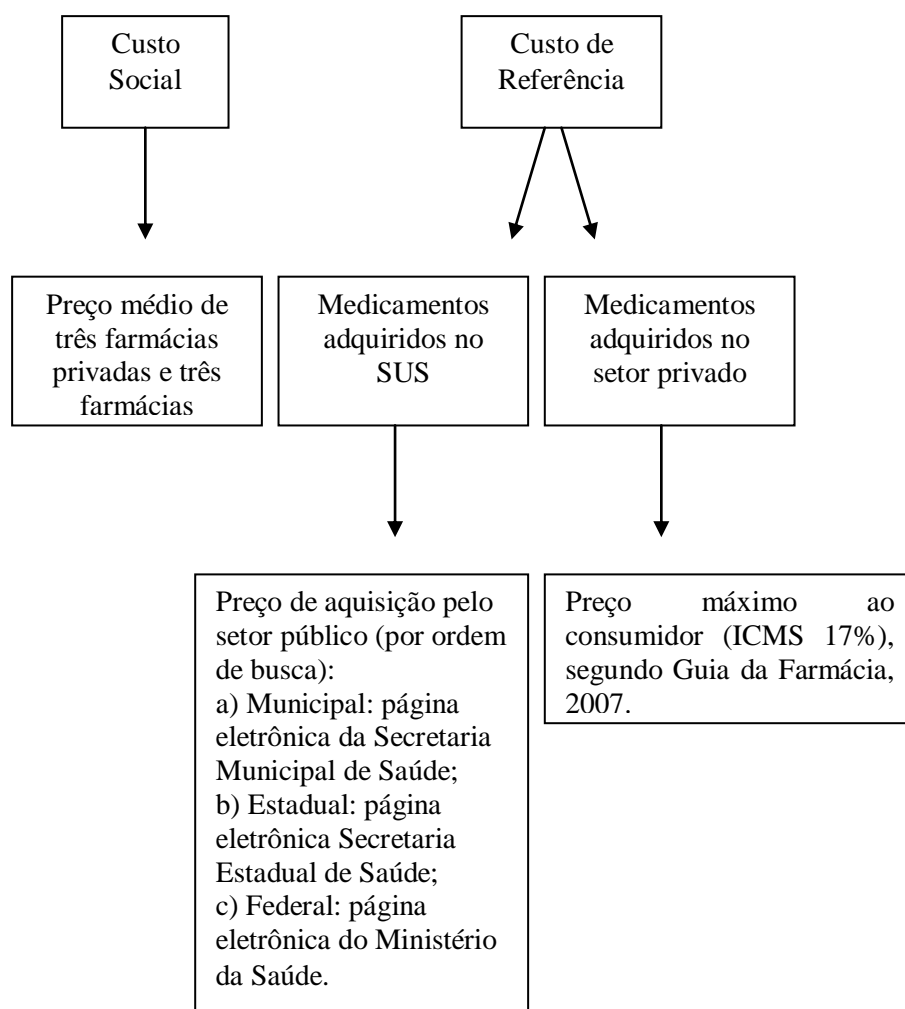 Custo
Social
Custo de
Referência
Preço médio de
três farmácias
privadas e três
farmácias
Medicamentos
adquiridos no
SUS
Medicamentos
adquiridos no
setor privado
Preço de aquisição pelo
setor público (por ordem
de busca):
a) Municipal: página
eletrônica da Secretaria
Municipal de Saúde;
b) Estadual: página
eletrônica Secretaria
Estadual de Saúde;
c) Federal: página
eletrônica do Ministério
da Saúde.
Preço máximo ao
consumidor (ICMS 17%),
segundo Guia da Farmácia,
2007.